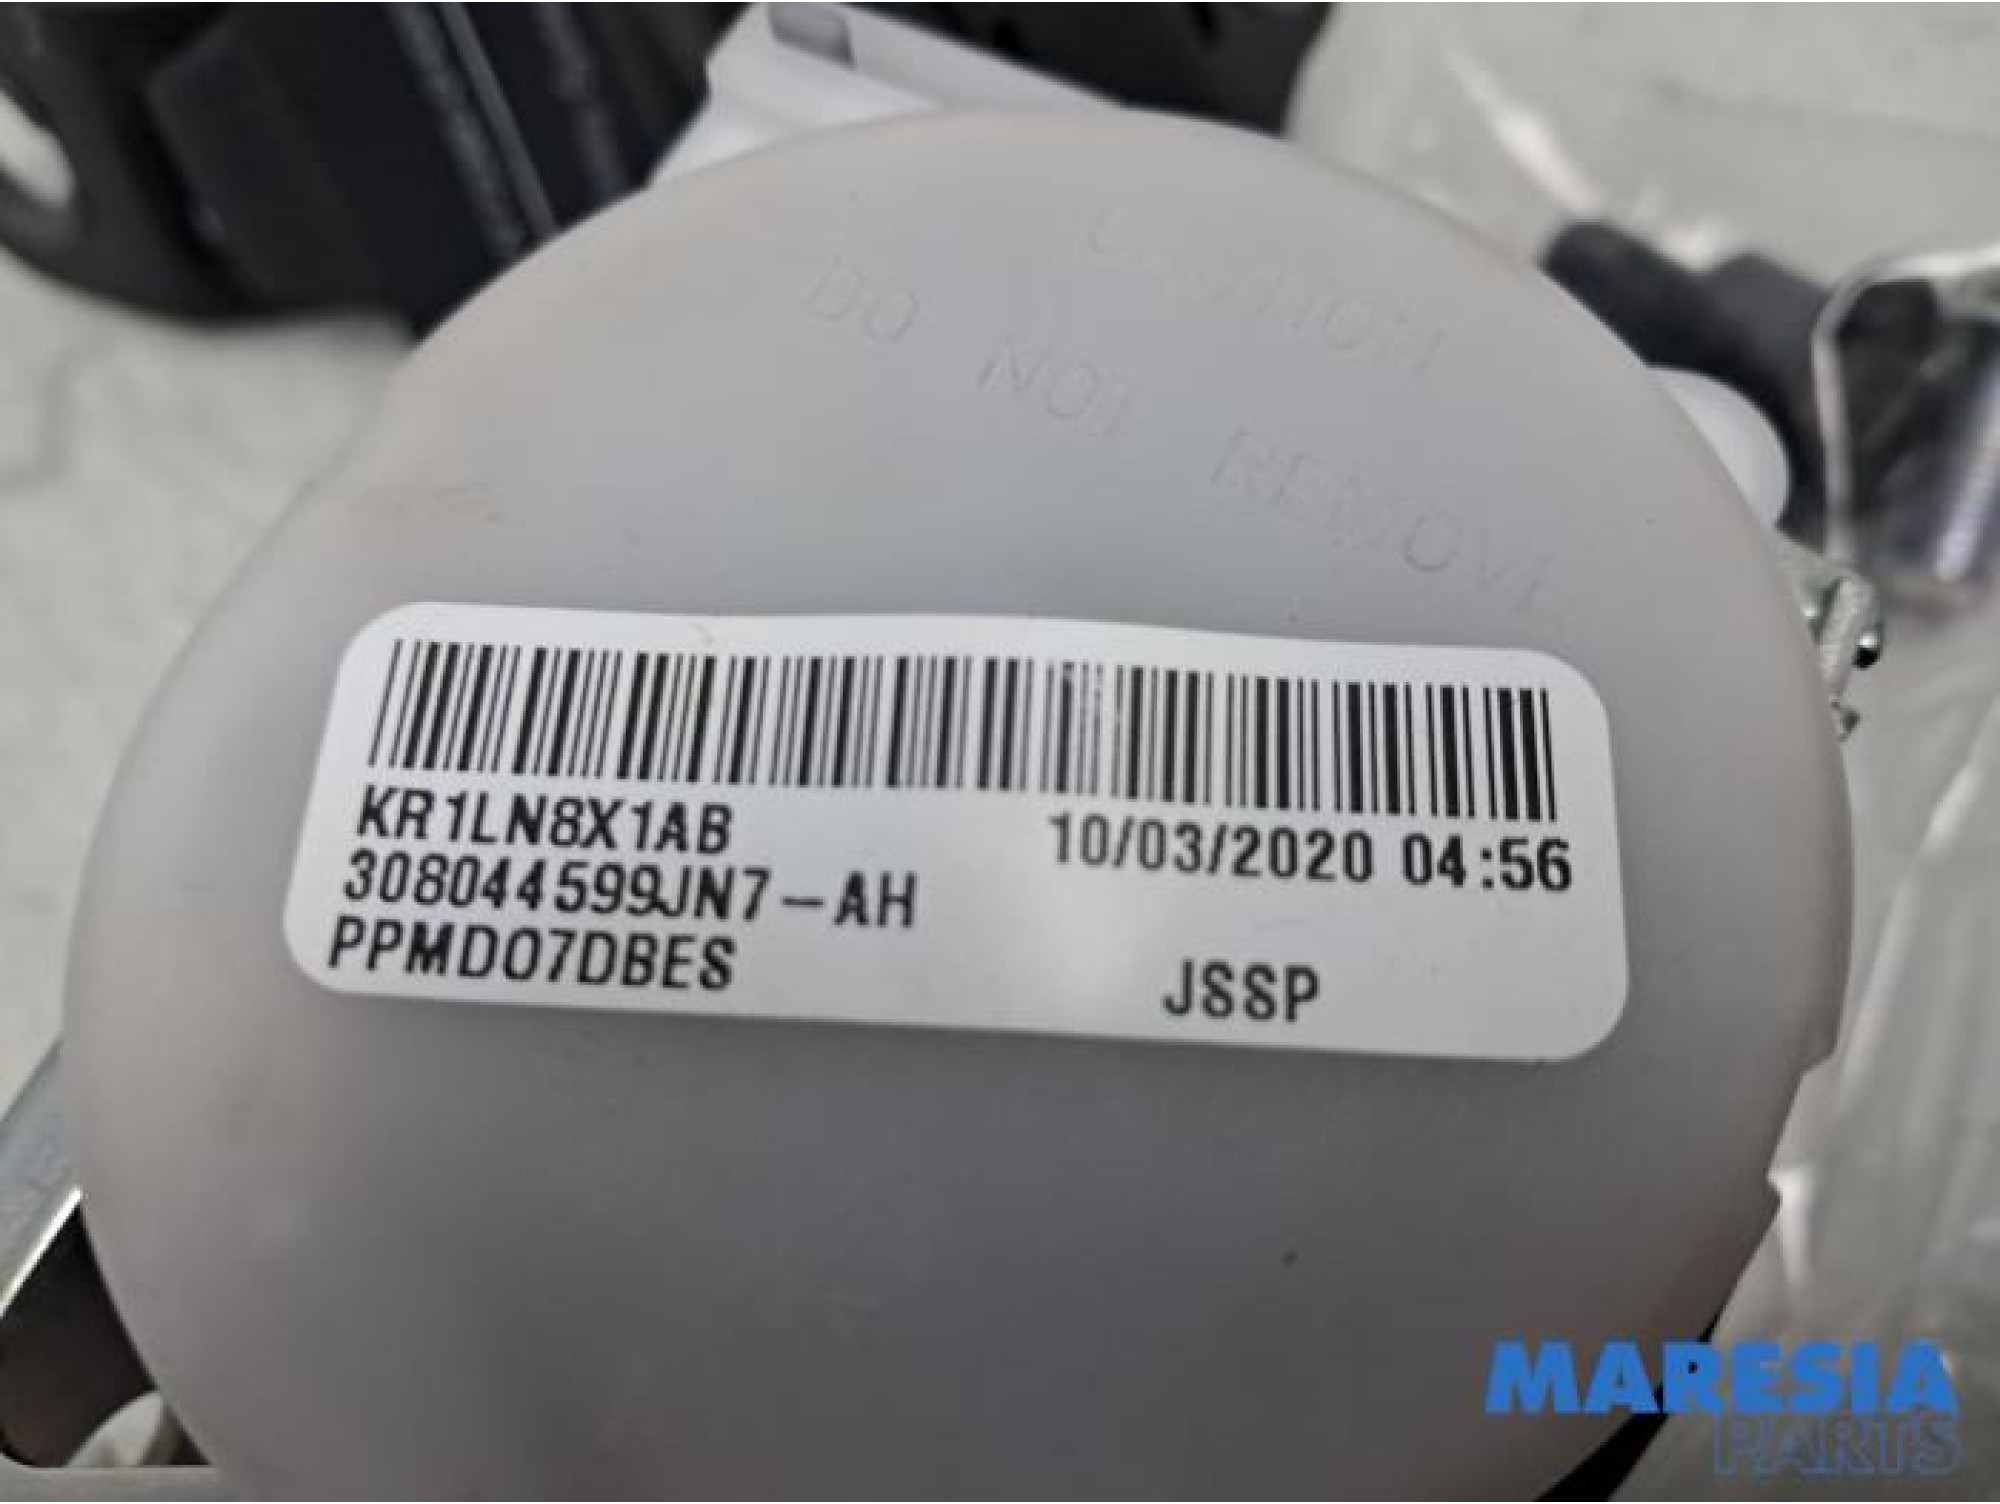 CAUTION
DO NOT REMOVE
KR1LN8X1AB 10/03/2020 04:56
308044599JN7-AH
PPMD07DBES JSSP
MARESIA
PARTS